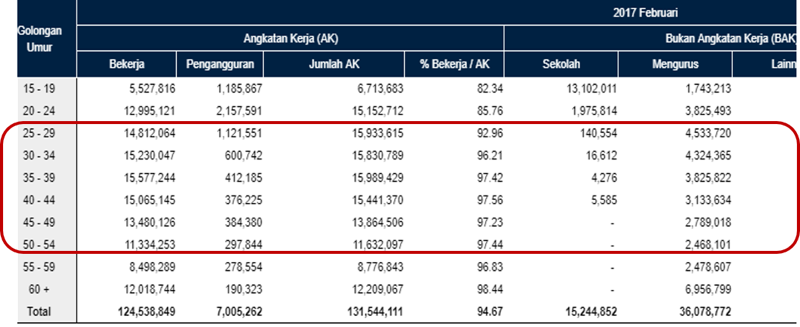 2017 Februari
Golongan Umur Angkatan Kerja (AK) Bukan Angkatan Kerja (BAK)
Bekerja Pengangguran Jumlah AK % Bekerja / AK Sekolah Mengurus Lainn
15 - 19 5,527,816 1,185,867 6,713,683 82.34 13,102,011 1,743,213
20 - 24 12,995,121 2,157,591 15,152,712 85.76 1,975,814 3,825,493
25 - 29 14,812,064 1,121,551 15,933,615 92.96 140,554 4,533,720
30 - 34 15,230,047 600,742 15,830,789 96.21 16,612 4,324,365
35 - 39 15,577,244 412,185 15,989,429 97.42 4,276 3,825,822
40 - 44 15,065,145 376,225 15,441,370 97.56 5,585 3,133,634
45 - 49 13,480,126 384,380 13,864,506 97.23 - 2,789,018
50 - 54 11,334,253 297,844 11,632,097 97.44 - 2,468,101
55 - 59 8,498,289 278,554 8,776,843 96.83 - 2,478,607
60 + 12,018,744 190,323 12,209,067 98.44 - 6,956,799
Total 124,538,849 7,005,262 131,544,111 94.67 15,244,852 36,078,772